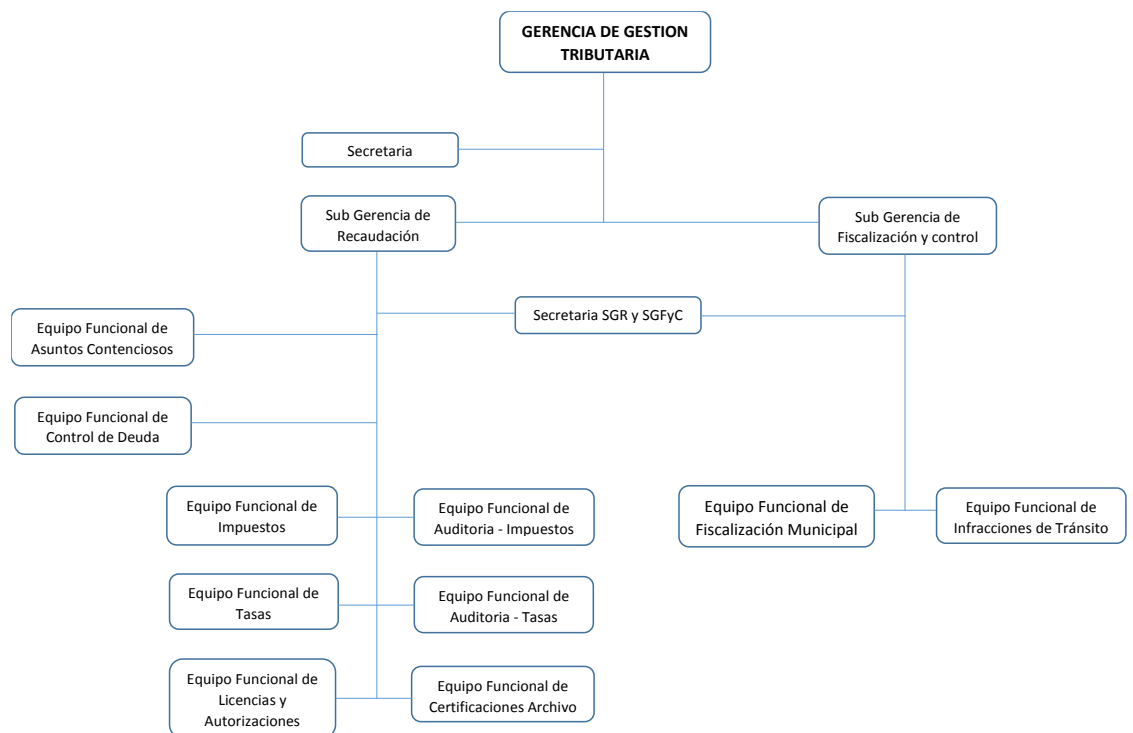 GERENCIA DE GESTION
TRIBUTARIA
Secretaria
Sub Gerencia de
Recaudación
Sub Gerencia de
Fiscalización y control
Secretaria SGR y SGFyC
Equipo Funcional de
Asuntos Contenciosos
Equipo Funcional de
Control de Deuda
Equipo Funcional de
Impuestos
Equipo Funcional de
Auditoria - Impuestos
Equipo Funcional de
Fiscalización Municipal
Equipo Funcional de
Infracciones de Tránsito
Equipo Funcional de
Tasas
Equipo Funcional de
Auditoria - Tasas
Equipo Funcional de
Licencias y
Autorizaciones
Equipo Funcional de
Certificaciones Archivo